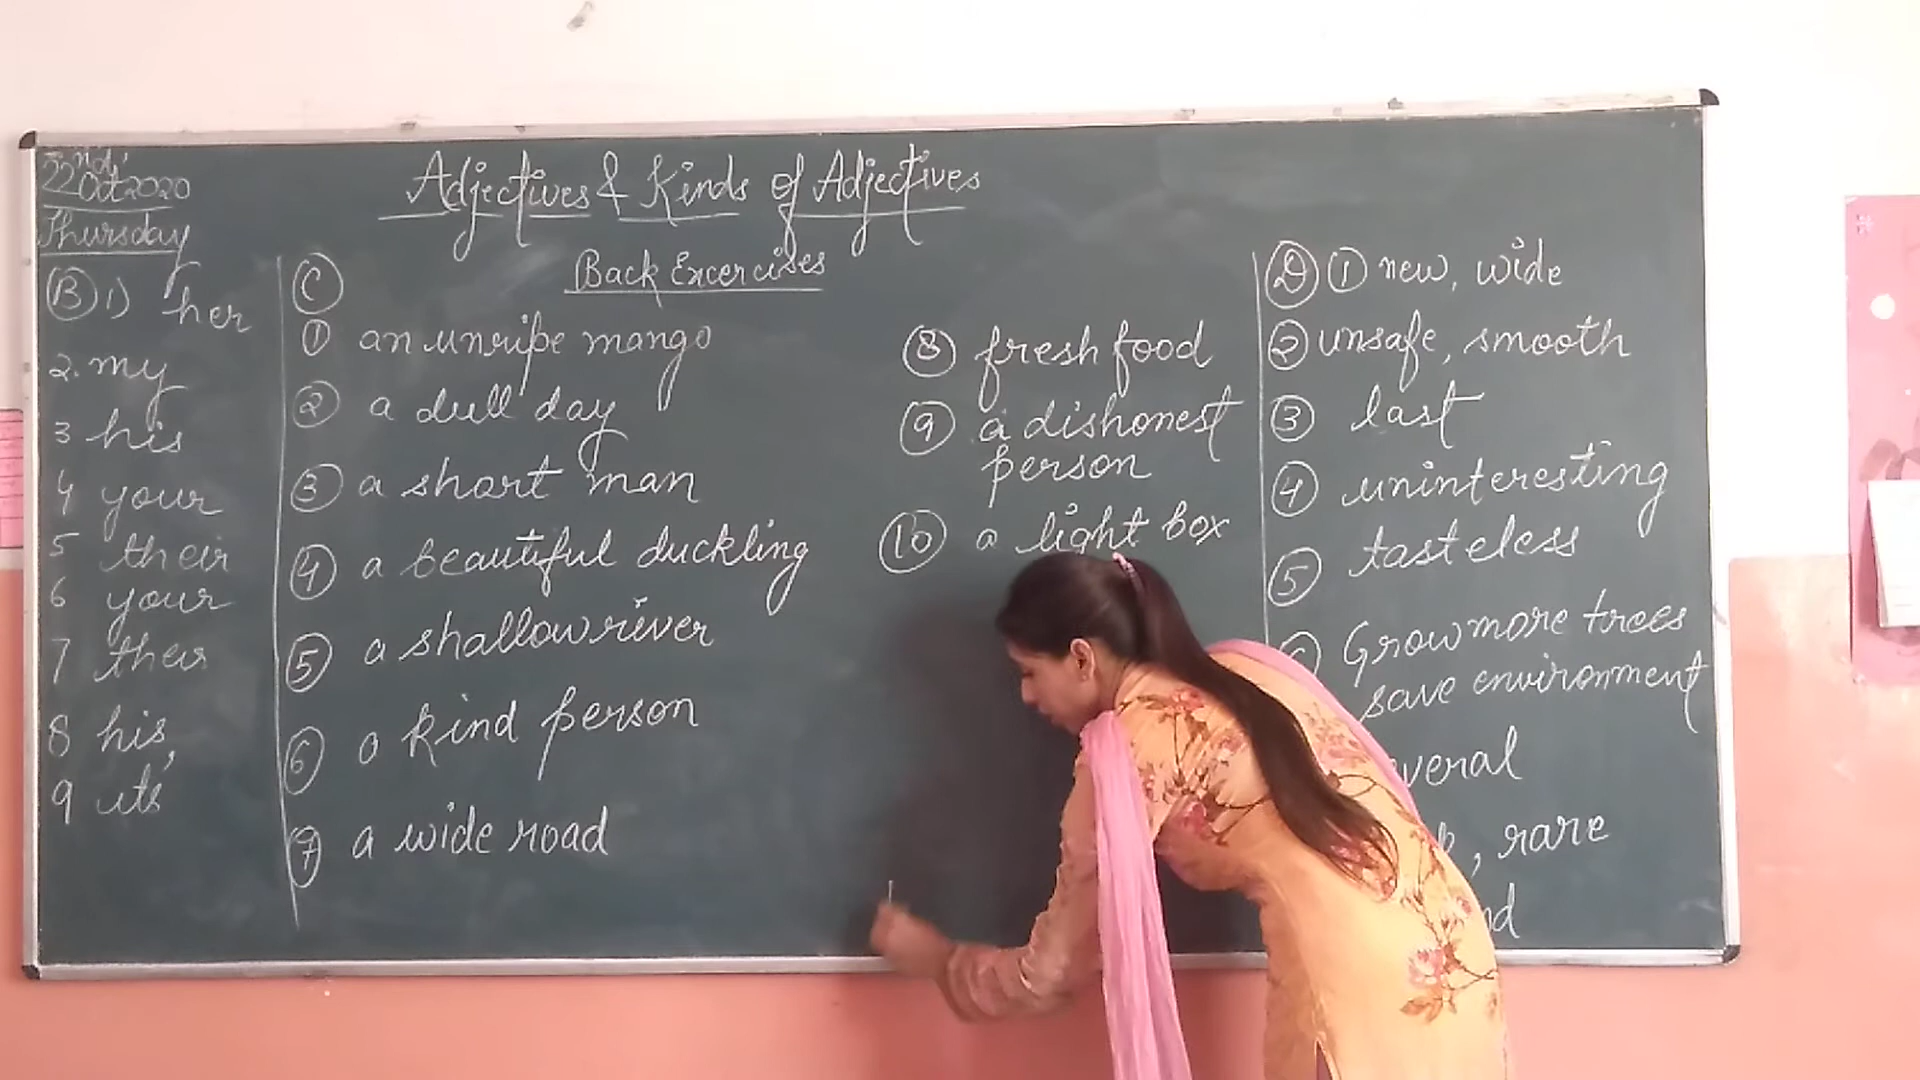 22nd Oct 2020
Thursday
Adjectives & Kinds of Adjectives
Back Excercises
B 1) her
2. my
3 his
4 your
5 their
6 your
7 their
8 his,
9 its
C
1 an unripe mango
2 a dull day
3 a short man
4 a beautiful duckling
5 a shallow river
6 a kind person
7 a wide road
8 fresh food
9 a dishonest
person
10 a light box
D 1 new, wide
2 unsafe, smooth
3 last
4 uninteresting
5 tasteless
Grow more trees
save environment
, rare